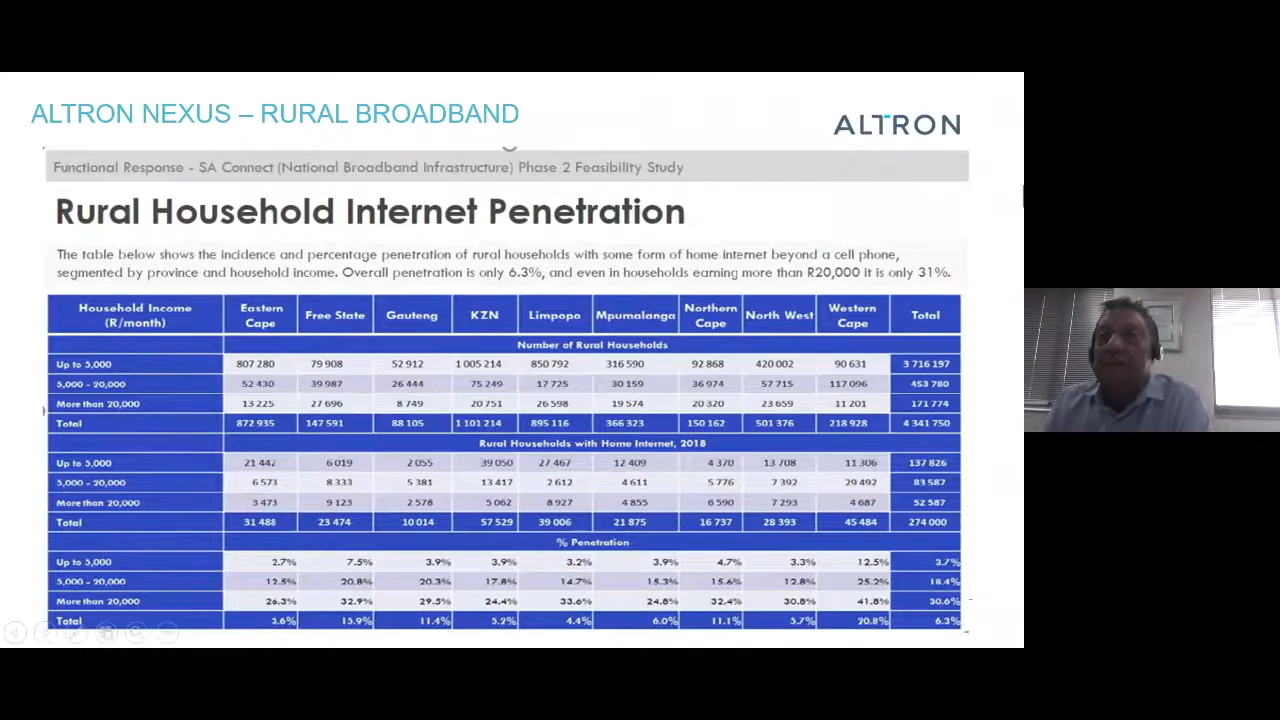 ALTRON NEXUS – RURAL BROADBAND
ALTRON
Functional Response - SA Connect (National Broadband Infrastructure) Phase 2 Feasibility Study
Rural Household Internet Penetration
The table below shows the incidence and percentage penetration of rural households with some form of home internet beyond a cell phone,
segmented by province and household income. Overall penetration is only 6.3%, and even in households earning more than R20,000 it is only 31%.
Household Income (R/month) Eastern Cape Free State Gauteng KZN Limpopo Mpumalanga Northern Cape North West Western Cape Total
Number of Rural Households
Up to 5,000 807 280 79 908 52 912 1 005 214 850 792 316 590 92 868 420 002 90 631 3 716 197
5,000 - 20,000 52 430 39 987 26 444 75 249 17 725 30 159 36 974 57 715 117 096 453 780
More than 20,000 13 225 27 696 8 749 20 751 26 598 19 574 20 320 23 659 11 201 171 774
Total 872 935 147 591 88 105 1 101 214 895 116 366 323 150 162 501 376 218 928 4 341 750
Rural Households with Home Internet, 2018
Up to 5,000 21 442 6 019 2 055 39 050 27 467 12 409 4 370 13 708 11 306 137 826
5,000 - 20,000 6 573 8 333 5 381 13 417 2 612 4 611 5 776 7 392 29 492 83 587
More than 20,000 3 473 9 123 2 578 5 062 8 927 4 855 6 590 7 293 4 687 52 587
Total 31 488 23 474 10 014 57 529 39 006 21 875 16 737 28 393 45 484 274 000
% Penetration
Up to 5,000 2.7% 7.5% 3.9% 3.9% 3.2% 3.9% 4.7% 3.3% 12.5% 3.7%
5,000 - 20,000 12.5% 20.8% 20.3% 17.8% 14.7% 15.3% 15.6% 12.8% 25.2% 18.4%
More than 20,000 26.3% 32.9% 29.5% 24.4% 33.6% 24.8% 32.4% 30.8% 41.8% 30.6%
Total 3.6% 15.9% 11.4% 5.2% 4.4% 6.0% 11.1% 5.7% 20.8% 6.3%